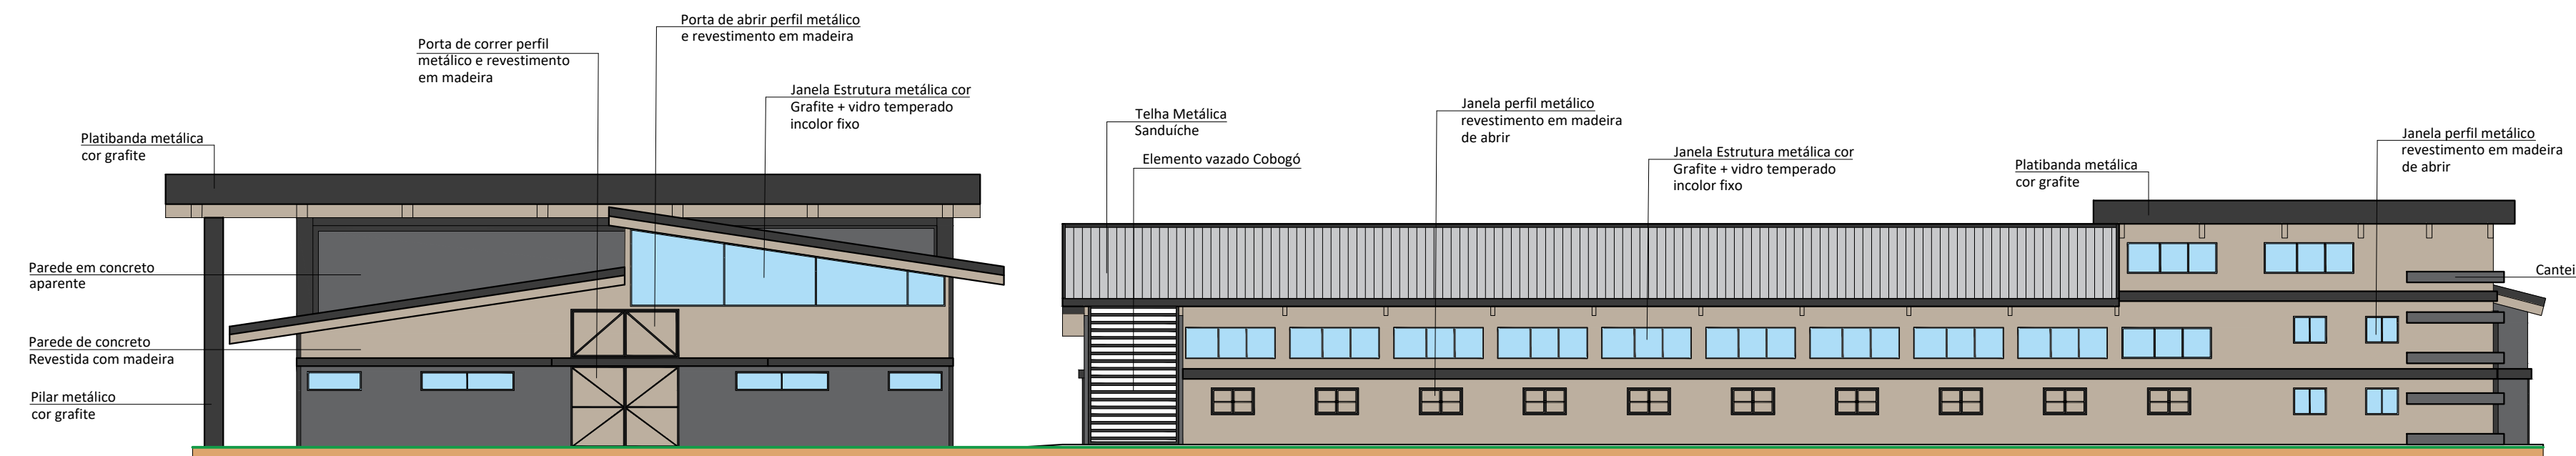 Porta de abrir perfil metálico
e revestimento em madeira
Porta de correr perfil
metálico e revestimento
em madeira
Janela Estrutura metálica cor
Grafite + vidro temperado
incolor fixo
Platibanda metálica
cor grafite
Parede em concreto
aparente
Parede de concreto
Revestida com madeira
Pilar metálico
cor grafite
Telha Metálica
Sanduíche
Elemento vazado Cobogó
Janela perfil metálico
revestimento em madeira
de abrir
Janela Estrutura metálica cor
Grafite + vidro temperado
incolor fixo
Platibanda metálica
cor grafite
Janela perfil metálico
revestimento em madeira
de abrir
Cantei